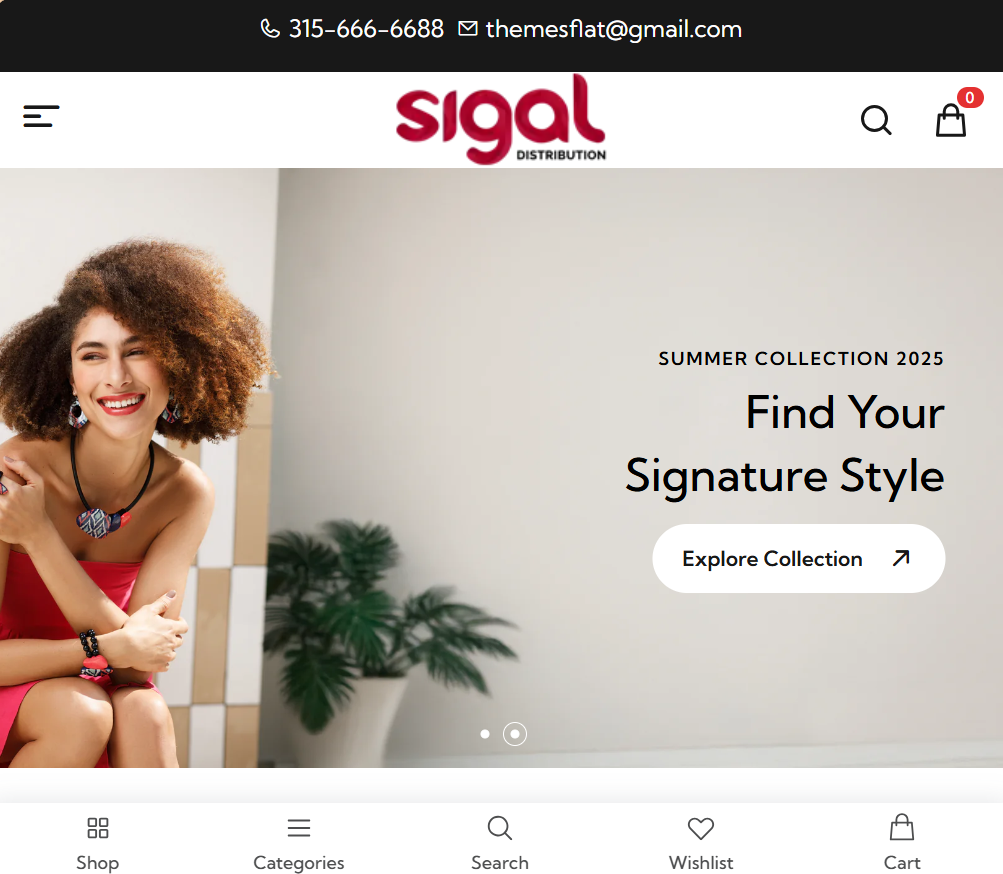 315-666-6688 themesflat@gmail.com
sigal
DISTRIBUTION
0
SUMMER COLLECTION 2025
Find Your
Signature Style
Explore Collection
Shop Categories Search Wishlist Cart